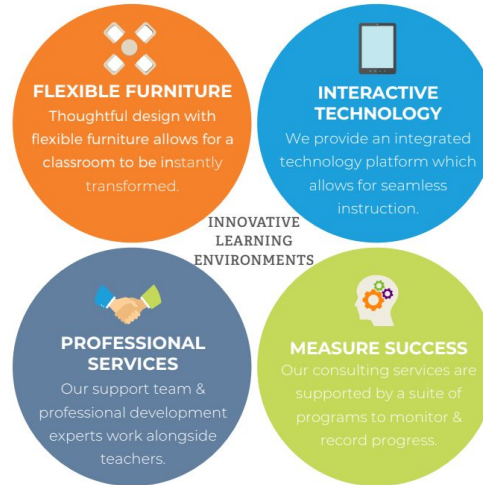 FLEXIBLE FURNITURE
Thoughtful design with
flexible furniture allows for a
classroom to be instantly
transformed.
INTERACTIVE
TECHNOLOGY
We provide an integrated
technology platform which
allows for seamless
instruction.
INNOVATIVE
LEARNING
ENVIRONMENTS
PROFESSIONAL
SERVICES
Our support team &
professional development
experts work alongside
teachers.
MEASURE SUCCESS
Our consulting services are
supported by a suite of
programs to monitor &
record progress.